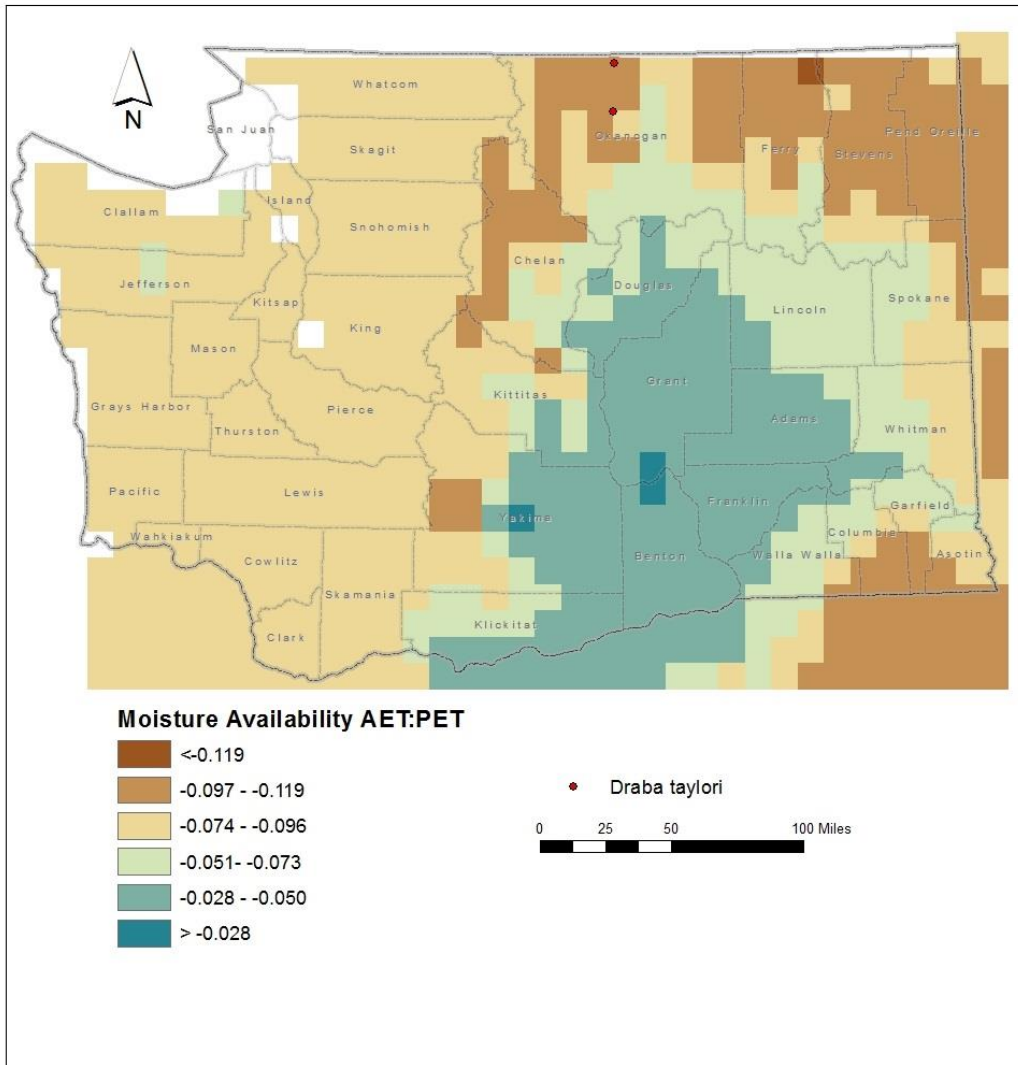 N
Whatcom
San Juan
Skagit
Okanogan
Ferry
Stevens
Pend Oreille
Clallam
Island
Snohomish
Chelan
Jefferson
Kitsap
King
Douglas
Lincoln
Spokane
Mason
Grays Harbor
Thurston
Pierce
Kittitas
Grant
Adams
Whitman
Pacific
Lewis
Yakima
Franklin
Garfield
Columbia
Wahkiakum
Cowlitz
Skamania
Benton
Walla Walla
Asotin
Clark
Klickitat
Moisture Availability AET:PET
<-0.119
-0.097 - -0.119
-0.074 - -0.096
-0.051- -0.073
-0.028 - -0.050
> -0.028
Draba taylori
0 25 50 100 Miles